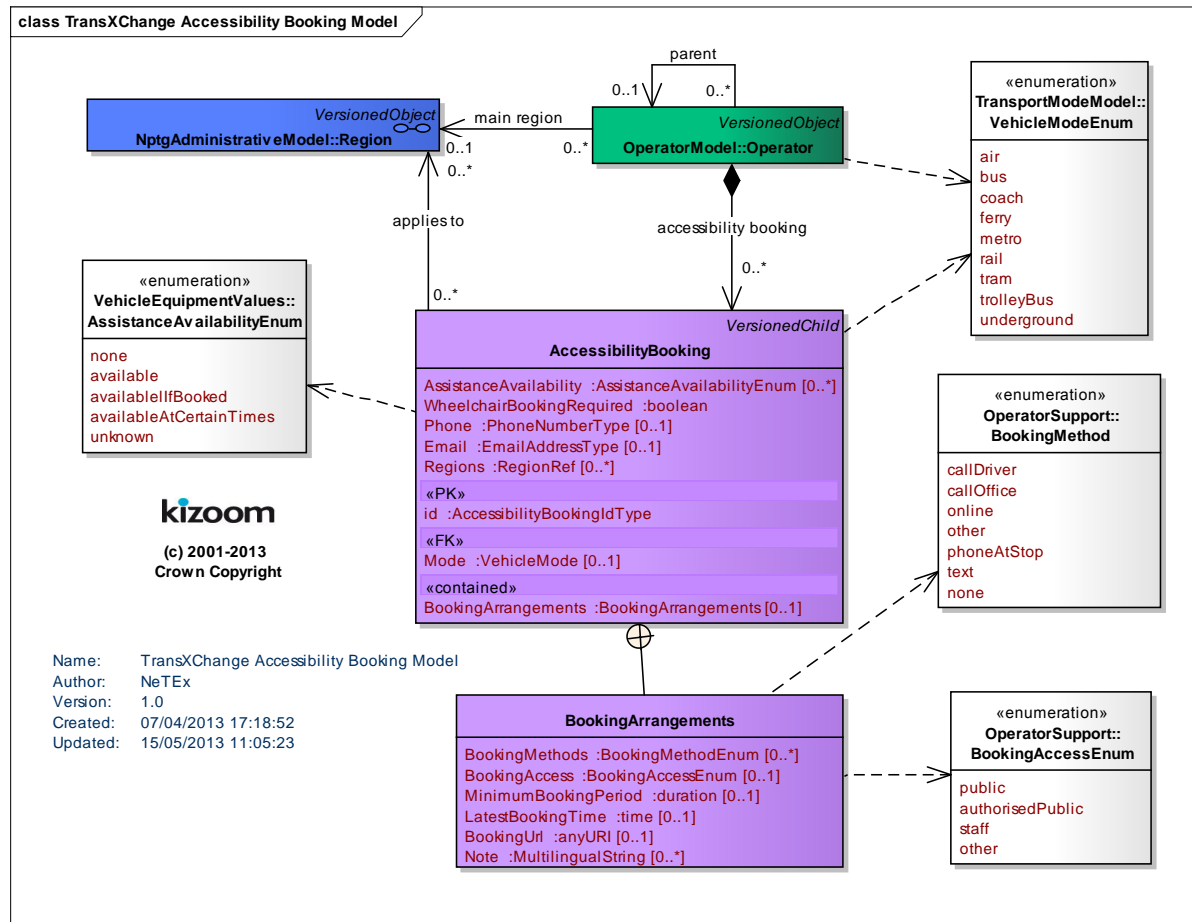 class TransXChange Accessibility Booking Model
parent
0..1
0..*
VersionedObject
NptgAdministrativeModel::Region
main region
0..1
0..*
0..*
VersionedObject
OperatorModel::Operator
«enumeration»
TransportModeModel::
VehicleModeEnum
air
bus
coach
ferry
metro
rail
tram
trolleyBus
underground
applies to
0..*
accessibility booking
0..*
«enumeration»
VehicleEquipmentValues::
AssistanceAvailabilityEnum
none
available
availableIfBooked
availableAtCertainTimes
unknown
VersionedChild
AccessibilityBooking
AssistanceAvailability :AssistanceAvailabilityEnum [0..*]
WheelchairBookingRequired :boolean
Phone :PhoneNumberType [0..1]
Email :EmailAddressType [0..1]
Regions :RegionRef [0..*]
«PK»
id :AccessibilityBookingIdType
«FK»
Mode :VehicleMode [0..1]
«contained»
BookingArrangements :BookingArrangements [0..1]
«enumeration»
OperatorSupport::
BookingMethod
callDriver
callOffice
online
other
phoneAtStop
text
none
kizoom
(c) 2001-2013
Crown Copyright
Name: TransXChange Accessibility Booking Model
Author: NeTEx
Version: 1.0
Created: 07/04/2013 17:18:52
Updated: 15/05/2013 11:05:23
BookingArrangements
BookingMethods :BookingMethodEnum [0..*]
BookingAccess :BookingAccessEnum [0..1]
MinimumBookingPeriod :duration [0..1]
LatestBookingTime :time [0..1]
BookingUrl :anyURI [0..1]
Note :MultilingualString [0..*]
«enumeration»
OperatorSupport::
BookingAccessEnum
public
authorisedPublic
staff
other